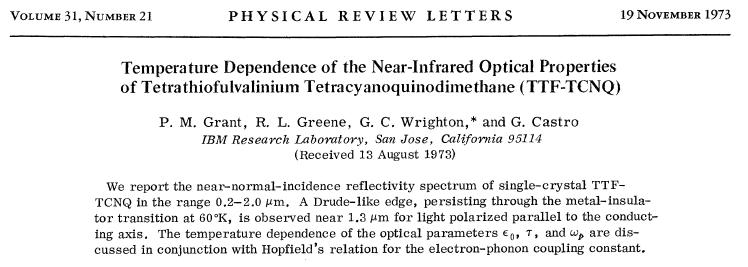 VOLUME 31, NUMBER 21 PHYSICAL REVIEW LETTERS 19 NOVEMBER 1973
Temperature Dependence of the Near-Infrared Optical Properties
of Tetrathiofulvalinium Tetracyanoquinodimethane (TTF-TCNQ)
P. M. Grant, R. L. Greene, G. C. Wrighton,* and G. Castro
IBM Research Laboratory, San Jose, California 95114
(Received 13 August 1973)
We report the near-normal-incidence reflectivity spectrum of single-crystal TTF-
TCNQ in the range 0.2–2.0 μm. A Drude-like edge, persisting through the metal-insula-
tor transition at 60°K, is observed near 1.3 μm for light polarized parallel to the conduct-
ing axis. The temperature dependence of the optical parameters ϵ₀, τ, and ωₚ are dis-
cussed in conjunction with Hopfield's relation for the electron-phonon coupling constant.